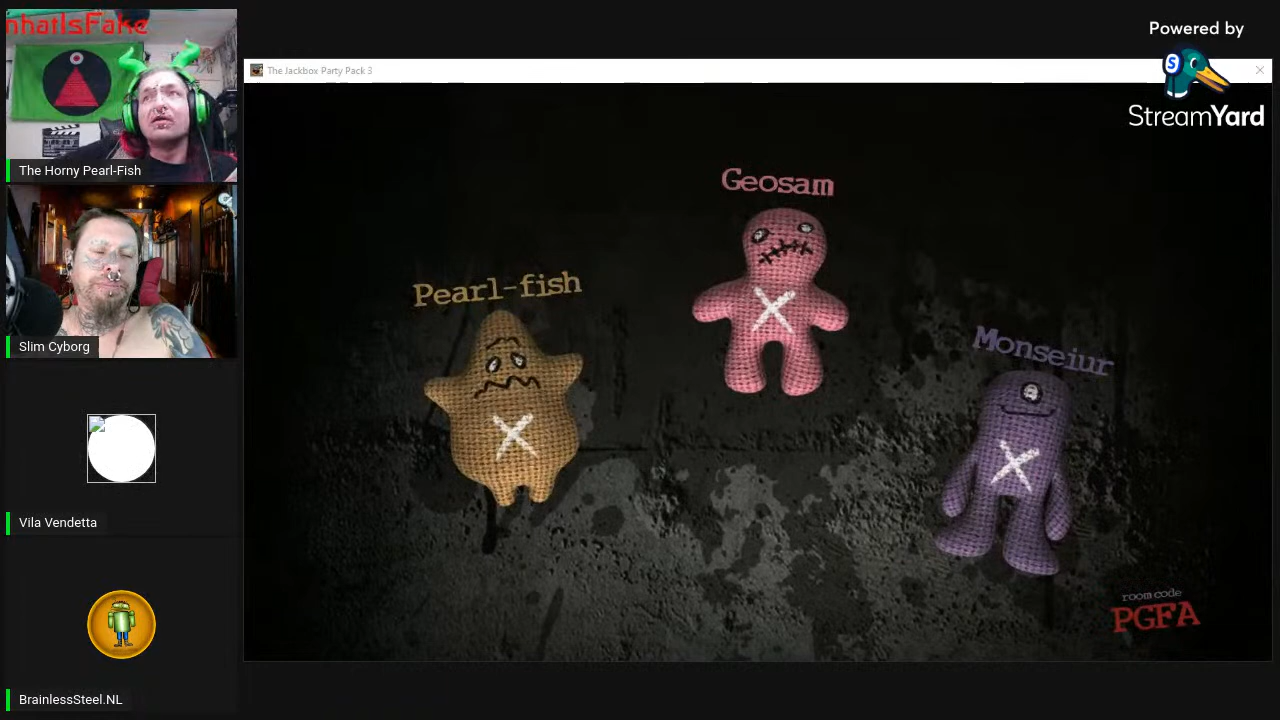 nhatIsFake
The Horny Pearl-Fish
Slim Cyborg
Vila Vendetta
BrainlessSteel.NL
The Jackbox Party Pack 3
Powered by
StreamYard
Geosam
Pearl-fish
Monseiur
room code
PGFA